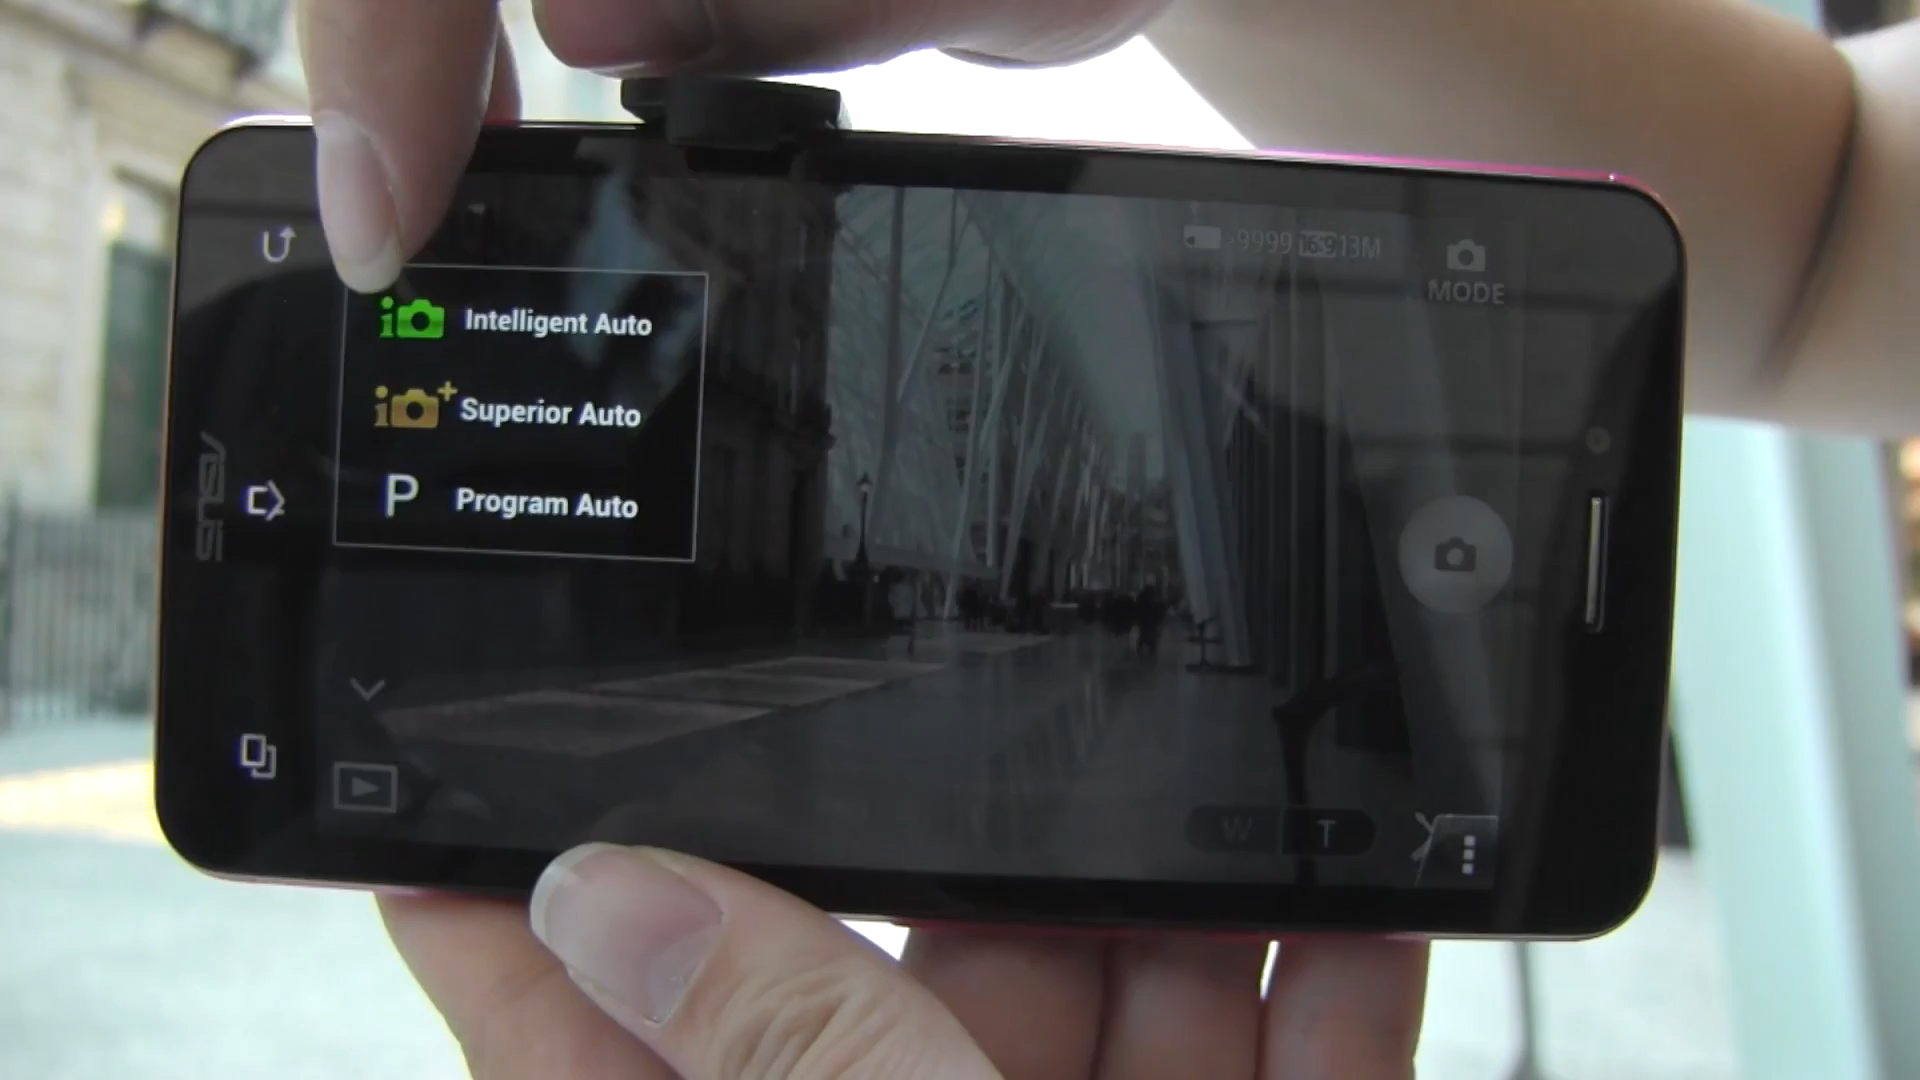 -9999 16:9 13M
MODE
Intelligent Auto
Superior Auto
P Program Auto
ASUS
W T